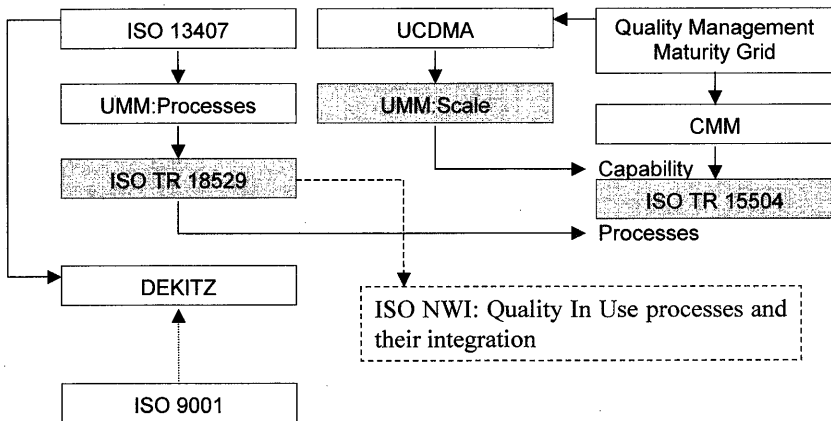 ISO 13407
UCDMA
Quality Management
Maturity Grid
UMM:Processes
UMM:Scale
CMM
Capability
ISO TR 18529
ISO TR 15504
Processes
DEKITZ
ISO NWI: Quality In Use processes and
their integration
ISO 9001